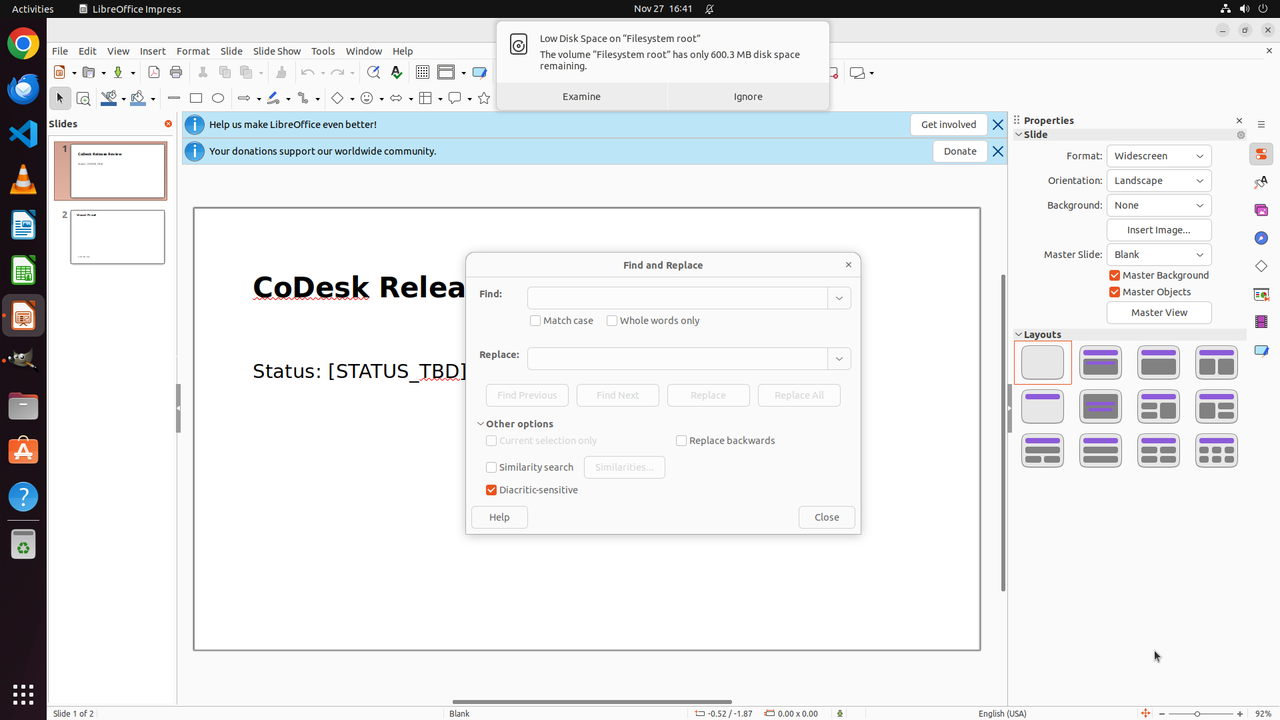 Activities
LibreOffice Impress
Nov 27 16:41
Low Disk Space on “Filesystem root”
The volume “Filesystem root” has only 600.3 MB disk space
remaining.
Examine
Ignore
File Edit View Insert Format Slide Slide Show Tools Window Help
Slides
Help us make LibreOffice even better!
Get involved
Your donations support our worldwide community.
Donate
1
CoDesk Release Review
2
CoDesk Relea
Status: [STATUS_TBD]
Find and Replace
Find:
Match case
Whole words only
Replace:
Find Previous
Find Next
Replace
Replace All
Other options
Current selection only
Replace backwards
Similarity search
Similarities...
Diacritic-sensitive
Help
Close
Properties
Slide
Format:
Widescreen
Orientation:
Landscape
Background:
None
Insert Image...
Master Slide:
Blank
Master Background
Master Objects
Master View
Layouts
Slide 1 of 2
Blank
-0.52 / -1.87
0.00 x 0.00
English (USA)
92%